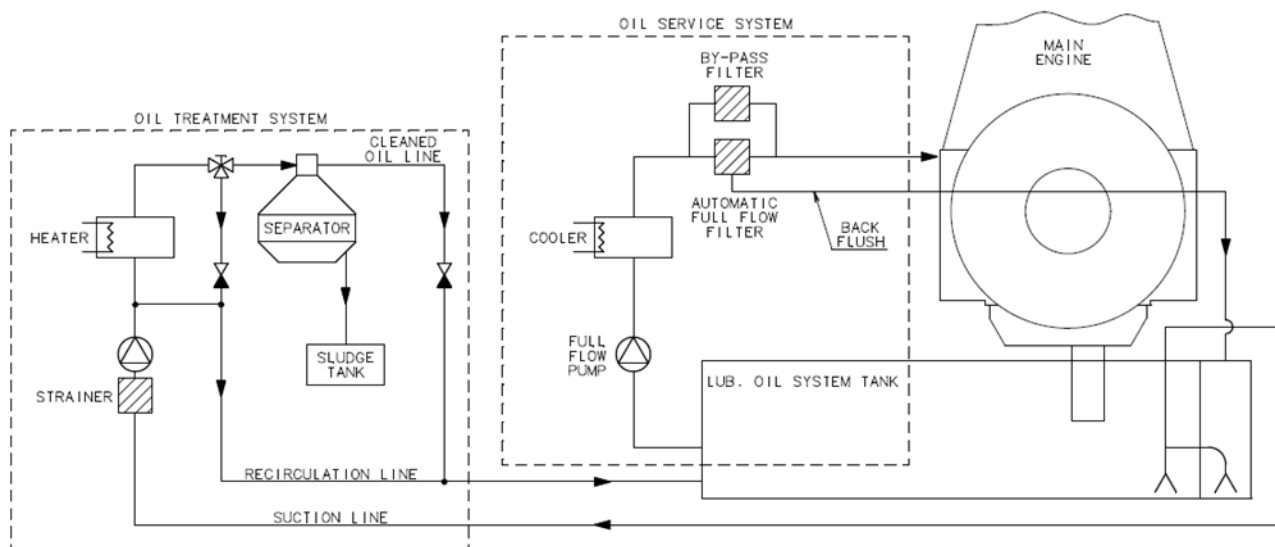 OIL SERVICE SYSTEM
MAIN
ENGINE
BY-PASS
FILTER
OIL TREATMENT SYSTEM
CLEANED
OIL LINE
HEATER
SEPARATOR
AUTOMATIC
FULL FLOW
FILTER
COOLER
BACK
FLUSH
FULL
FLOW
PUMP
SLUDGE
TANK
STRAINER
LUB. OIL SYSTEM TANK
RECIRCULATION LINE
SUCTION LINE